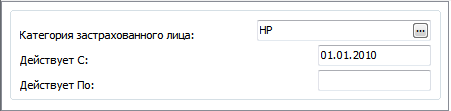 Категория застрахованного лица: НР ...
Действует С: 01.01.2010
Действует По: